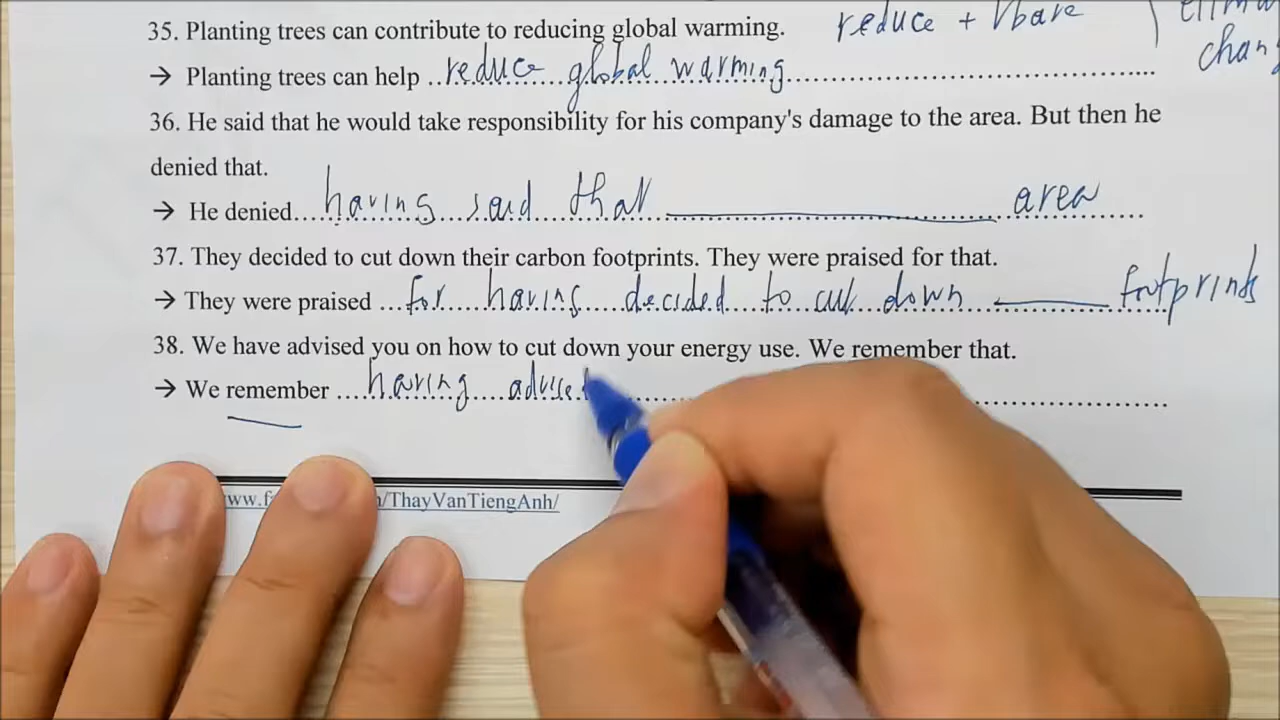 35. Planting trees can contribute to reducing global warming. reduce + Vbare
→ Planting trees can help reduce global warming
36. He said that he would take responsibility for his company's damage to the area. But then he
denied that.
→ He denied having said that area
37. They decided to cut down their carbon footprints. They were praised for that.
→ They were praised for having decided to cut down footprints
38. We have advised you on how to cut down your energy use. We remember that.
→ We remember having advise
/ThayVanTiengAnh/